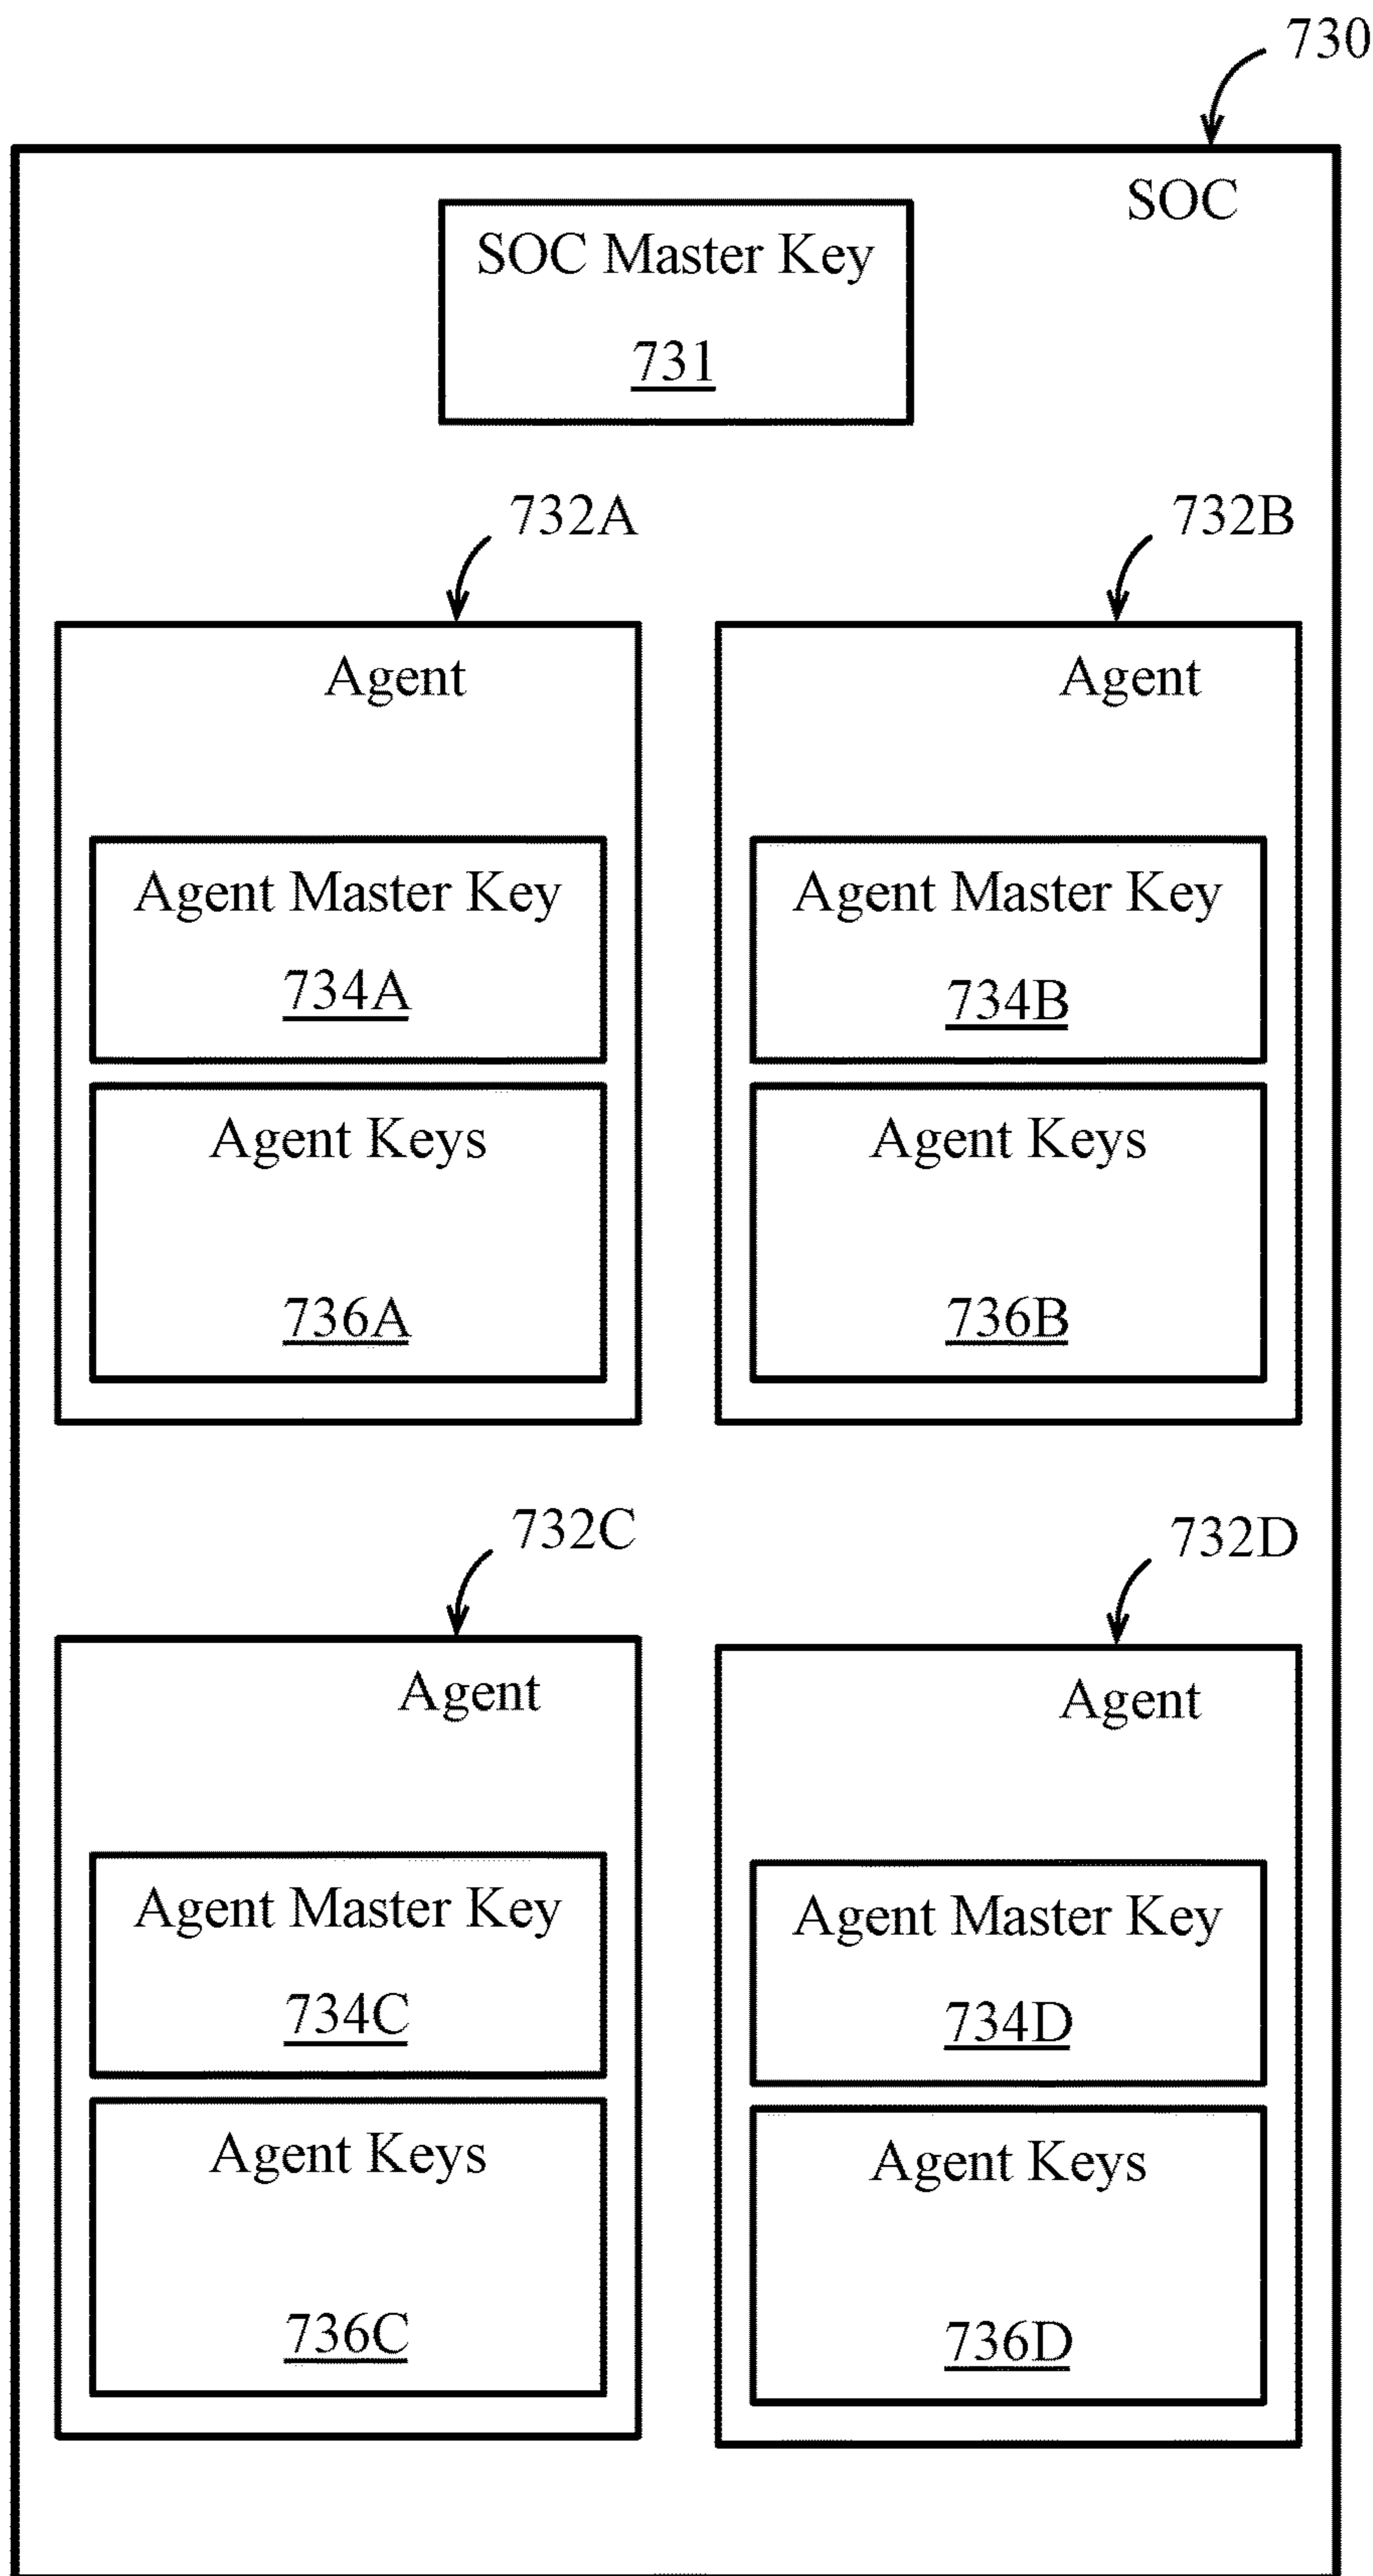 730
SOC
SOC Master Key
731
732A
732B
Agent
Agent
Agent Master Key
734A
Agent Master Key
734B
Agent Keys
736A
Agent Keys
736B
732C
732D
Agent
Agent
Agent Master Key
734C
Agent Master Key
734D
Agent Keys
736C
Agent Keys
736D